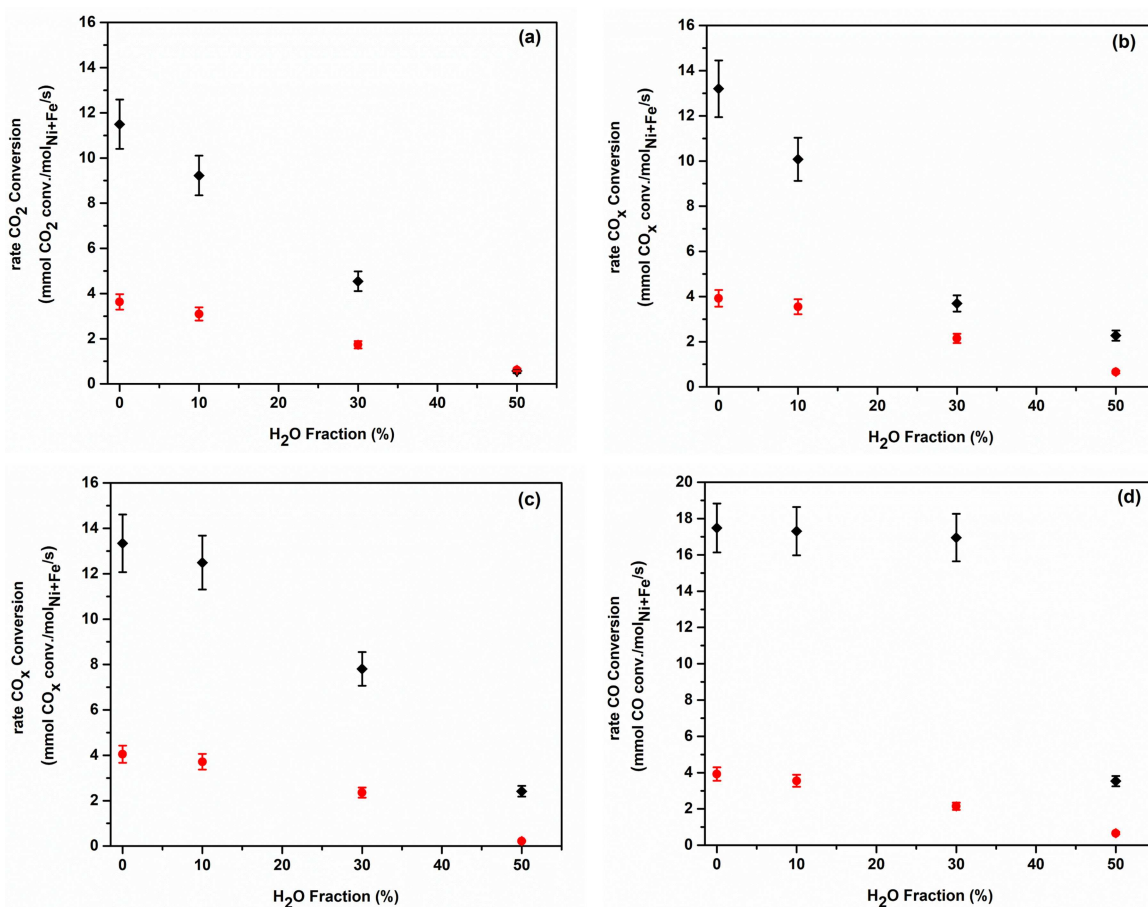 (a)
rate CO2 Conversion
(mmol CO2 conv./molNi+Fe/s)
16
14
12
10
8
6
4
2
0
0 10 20 30 40 50
H2O Fraction (%)
(b)
rate COx Conversion
(mmol COx conv./molNi+Fe/s)
16
14
12
10
8
6
4
2
0
0 10 20 30 40 50
H2O Fraction (%)
(c)
rate COx Conversion
(mmol COx conv./molNi+Fe/s)
16
14
12
10
8
6
4
2
0
0 10 20 30 40 50
H2O Fraction (%)
(d)
rate CO Conversion
(mmol CO conv./molNi+Fe/s)
20
18
16
14
12
10
8
6
4
2
0
0 10 20 30 40 50
H2O Fraction (%)